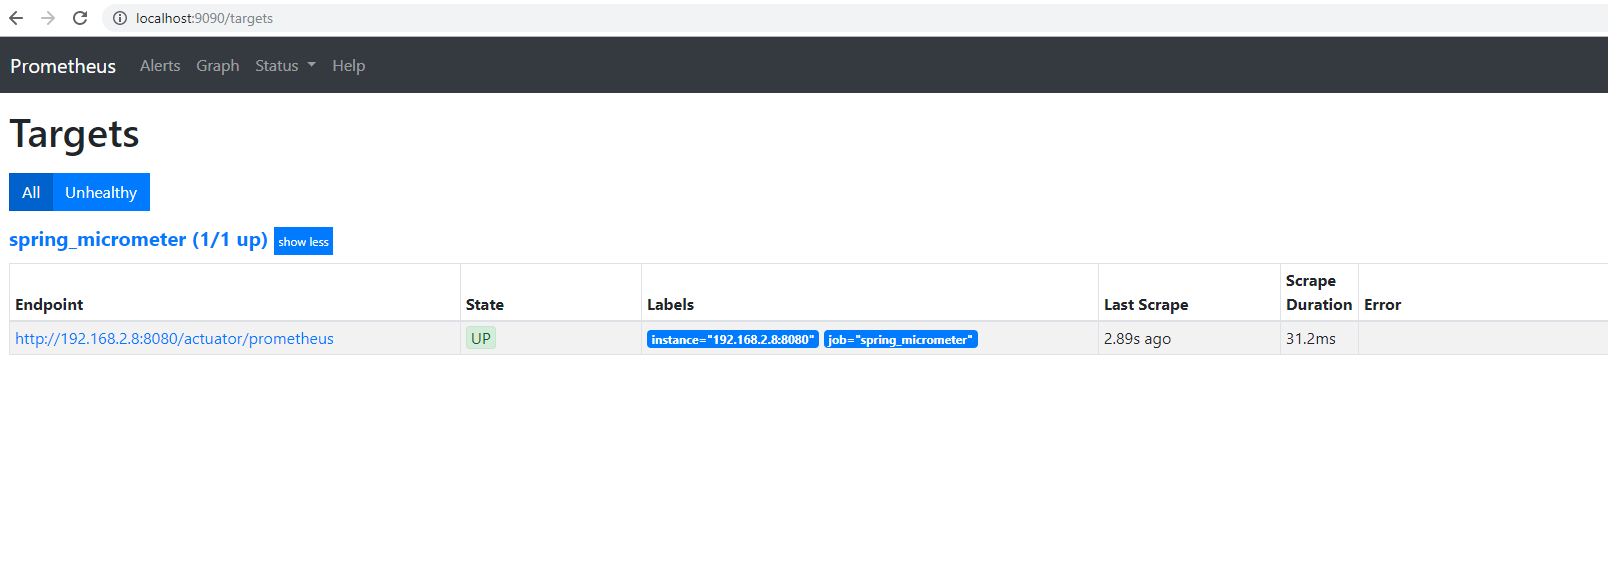 localhost:9090/targets
Prometheus Alerts Graph Status Help
Targets
All Unhealthy
spring_micrometer (1/1 up) show less
Endpoint State Labels Last Scrape Scrape Duration Error
http://192.168.2.8:8080/actuator/prometheus UP instance="192.168.2.8:8080" job="spring_micrometer" 2.89s ago 31.2ms